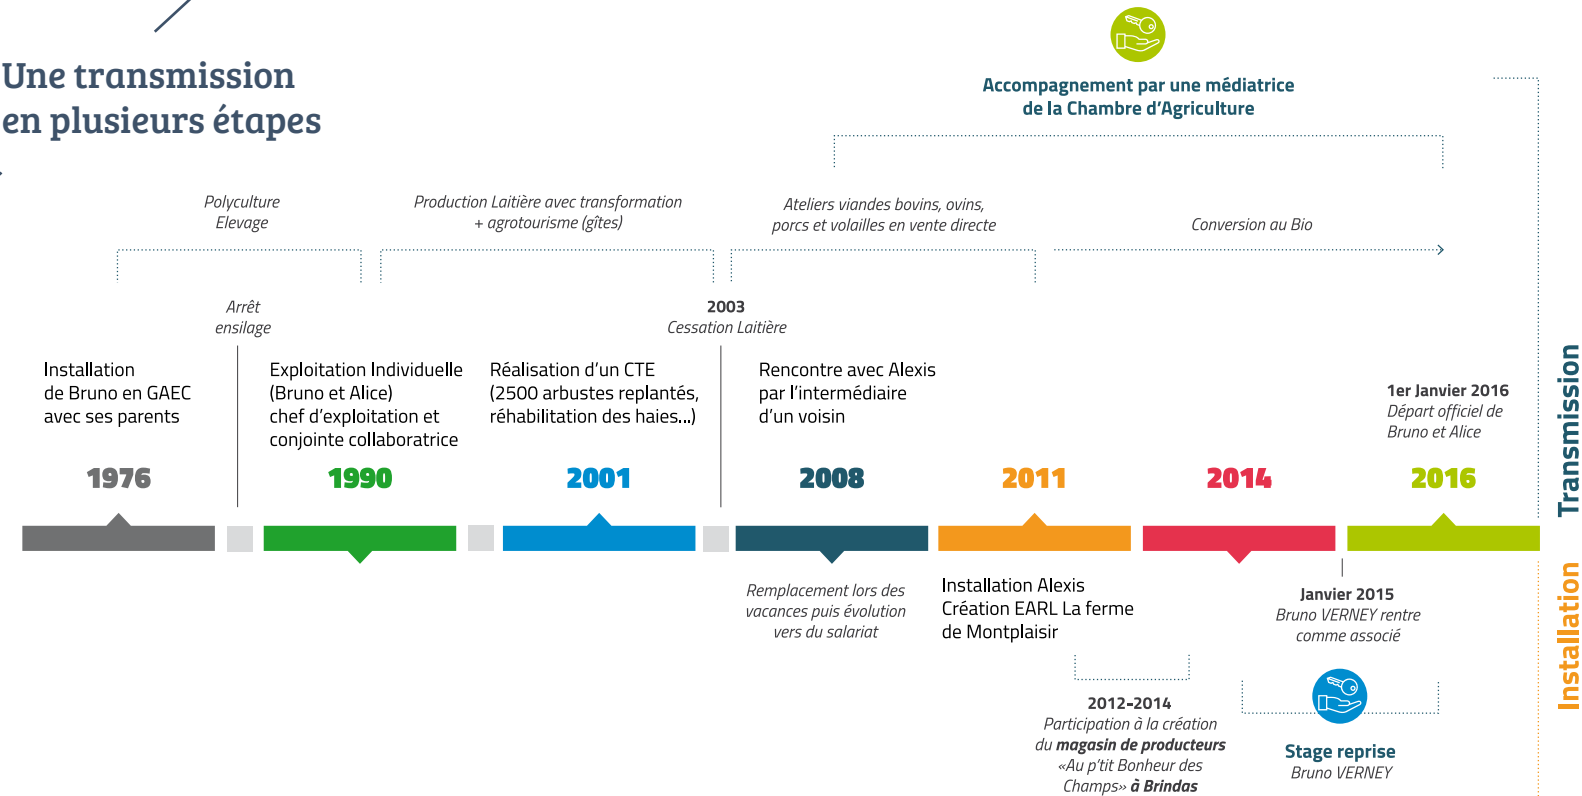 Une transmission
en plusieurs étapes
Accompagnement par une médiatrice
de la Chambre d'Agriculture
Polyculture
Elevage
Production Laitière avec transformation
+ agrotourisme (gîtes)
Ateliers viandes bovins, ovins,
porcs et volailles en vente directe
Conversion au Bio
Arrêt
ensilage
2003
Cessation Laitière
Installation
de Bruno en GAEC
avec ses parents
Exploitation Individuelle
(Bruno et Alice)
chef d'exploitation et
conjointe collaboratrice
Réalisation d'un CTE
(2500 arbustes replantés,
réhabilitation des haies...)
Rencontre avec Alexis
par l'intermédiaire
d'un voisin
1er Janvier 2016
Départ officiel de
Bruno et Alice
1976
1990
2001
2008
2011
2014
2016
Transmission
Installation
Remplacement lors des
vacances puis évolution
vers du salariat
Installation Alexis
Création EARL La ferme
de Montplaisir
Janvier 2015
Bruno VERNEY rentre
comme associé
2012-2014
Participation à la création
du magasin de producteurs
«Au p'tit Bonheur des
Champs» à Brindas
Stage reprise
Bruno VERNEY